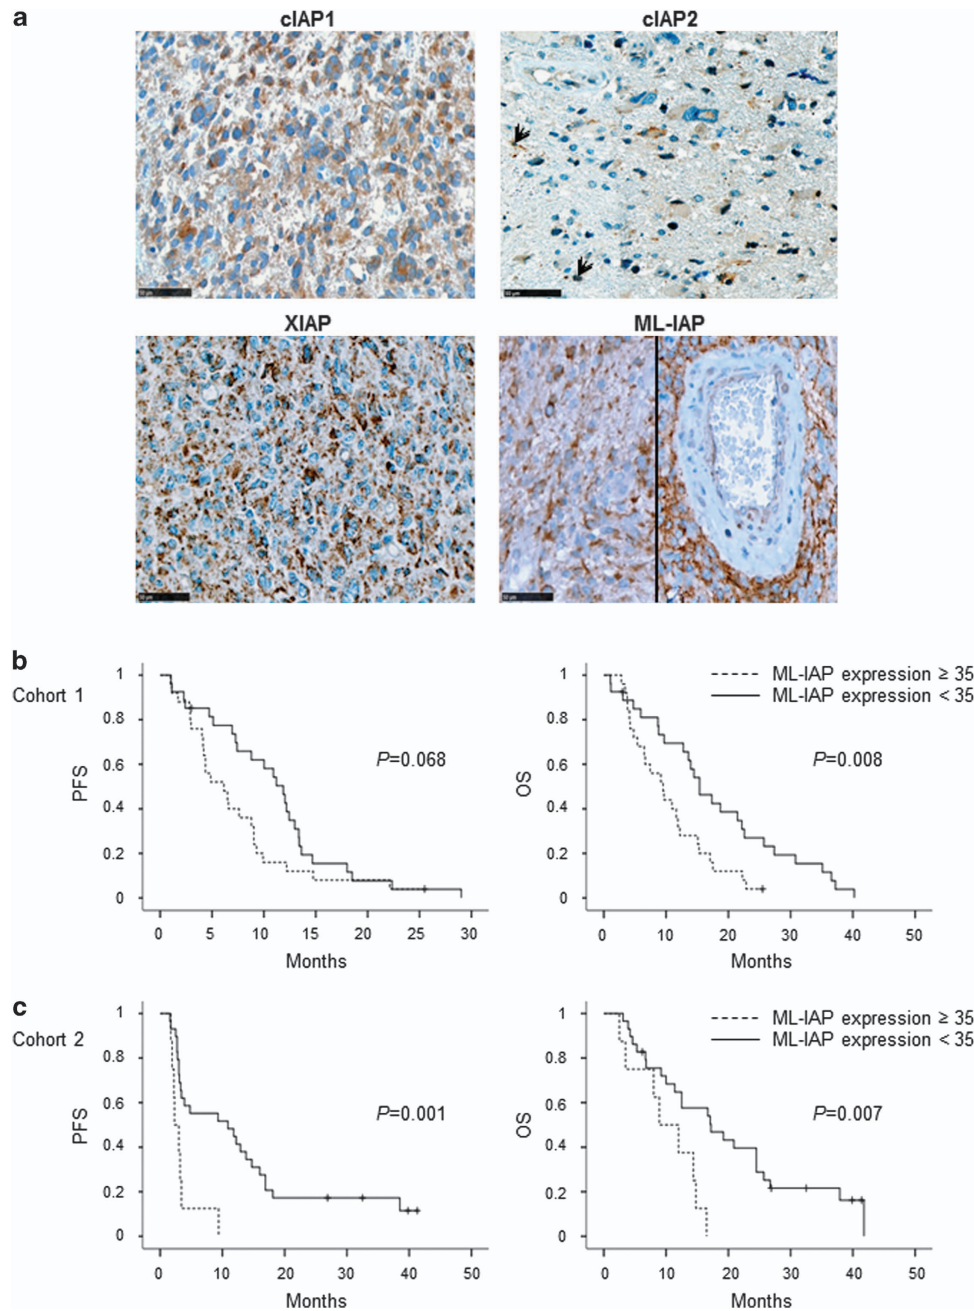 a
cIAP1
cIAP2
XIAP
ML-IAP
b
Cohort 1
1
0.8
0.6
0.4
0.2
0
PFS
P=0.068
0 5 10 15 20 25 30
Months
1
0.8
0.6
0.4
0.2
0
OS
ML-IAP expression ≥ 35
ML-IAP expression < 35
P=0.008
0 10 20 30 40 50
Months
c
Cohort 2
1
0.8
0.6
0.4
0.2
0
PFS
P=0.001
0 10 20 30 40 50
Months
1
0.8
0.6
0.4
0.2
0
OS
ML-IAP expression ≥ 35
ML-IAP expression < 35
P=0.007
0 10 20 30 40 50
Months